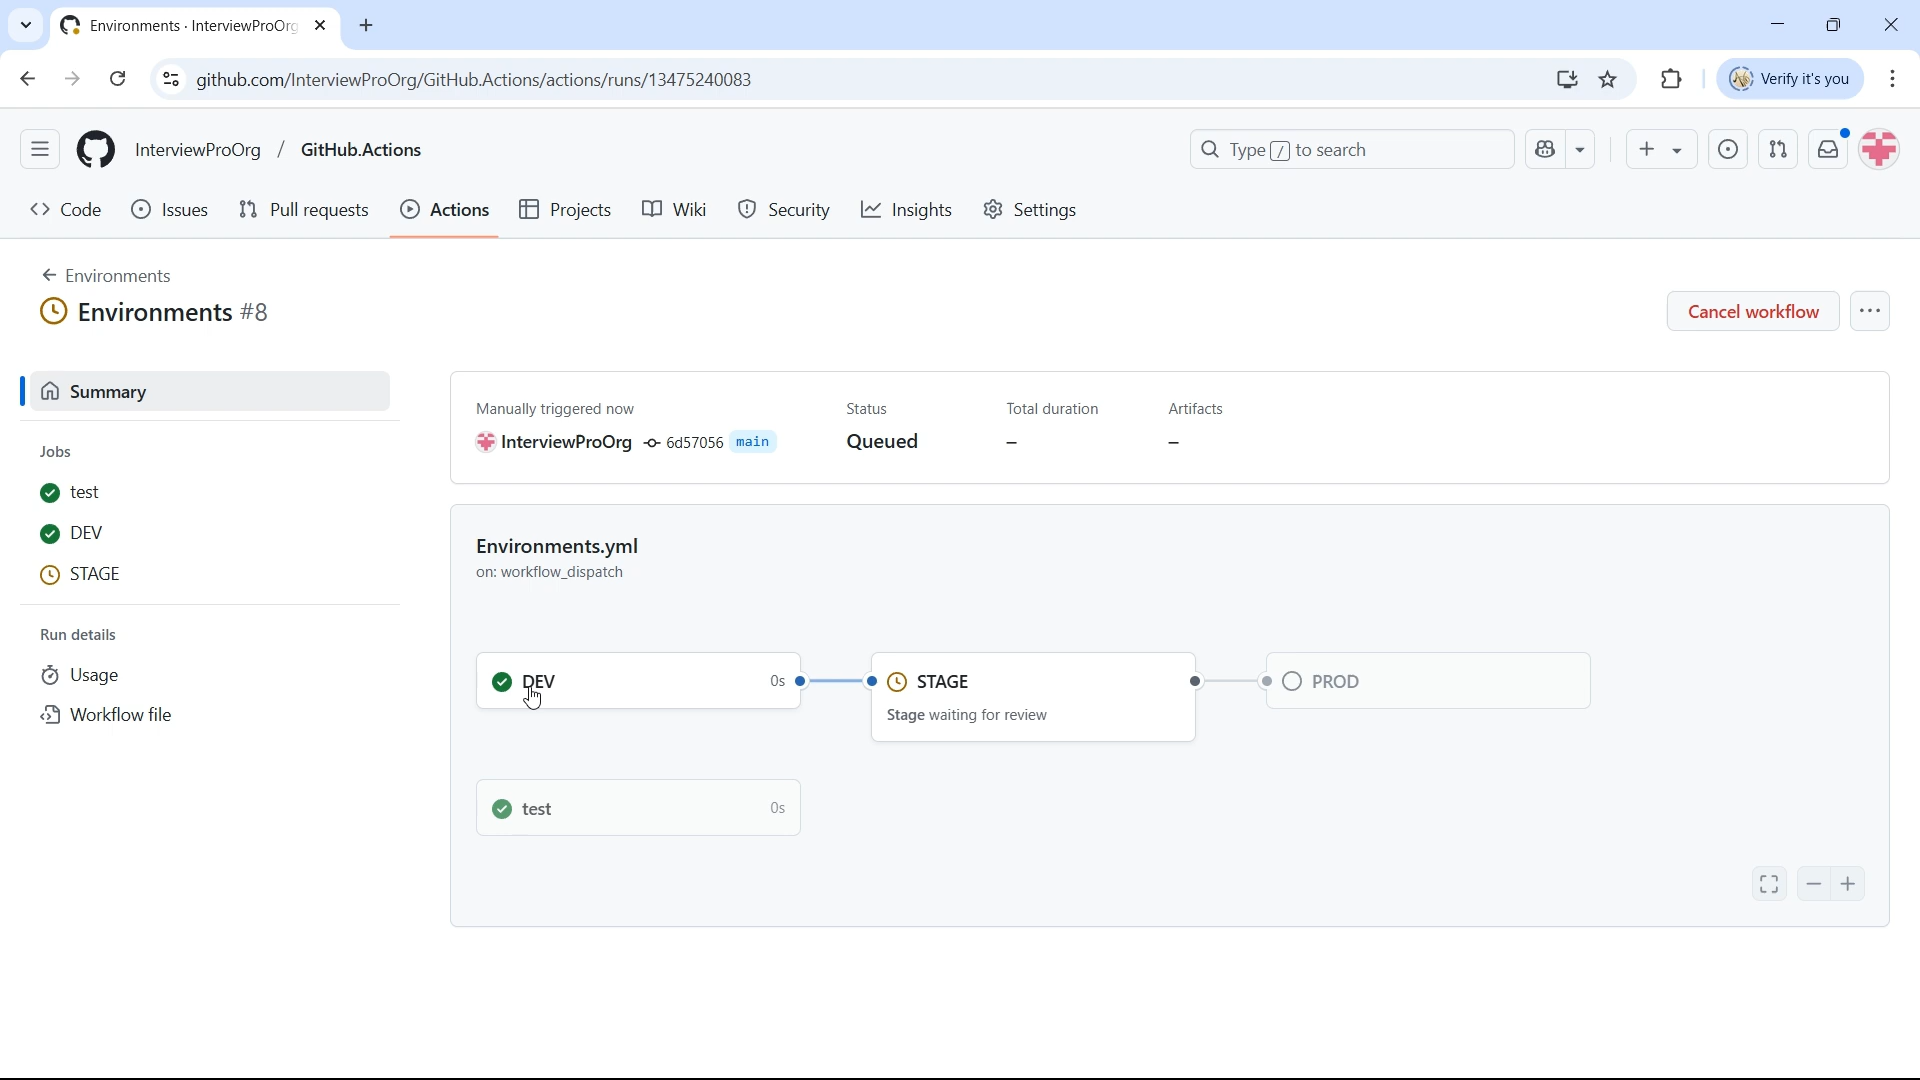 Environments · InterviewProOrg
github.com/InterviewProOrg/GitHub.Actions/actions/runs/13475240083
Verify it's you
InterviewProOrg / GitHub.Actions
Type / to search
Code
Issues
Pull requests
Actions
Projects
Wiki
Security
Insights
Settings
Environments
Environments #8
Cancel workflow
Summary
Jobs
test
DEV
STAGE
Run details
Usage
Workflow file
Manually triggered now
InterviewProOrg 6d57056 main
Status
Queued
Total duration
–
Artifacts
–
Environments.yml
on: workflow_dispatch
DEV 0s
STAGE
Stage waiting for review
PROD
test 0s